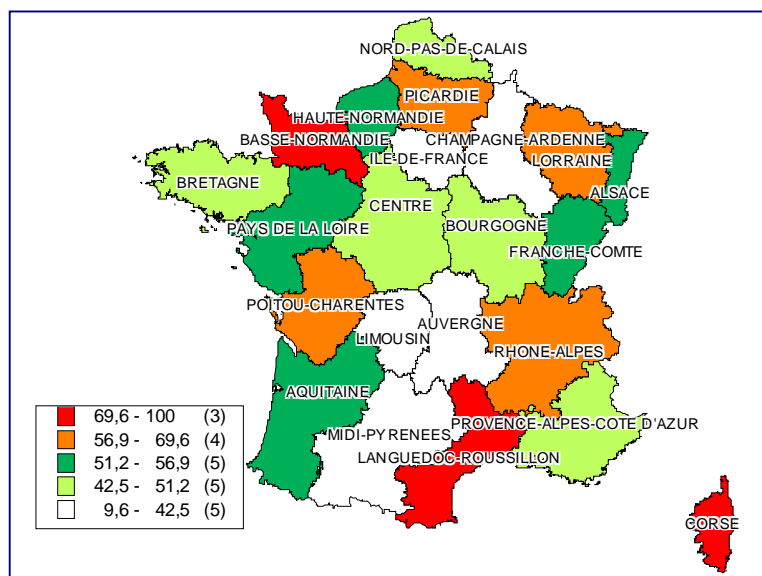 NORD-PAS-DE-CALAIS
PICARDIE
HAUTE-NORMANDIE
BASSE-NORMANDIE
CHAMPAGNE-ARDENNE
ILE-DE-FRANCE
LORRAINE
BRETAGNE
ALSACE
CENTRE
PAYS DE LA LOIRE
BOURGOGNE
FRANCHE-COMTE
POITOU-CHARENTES
AUVERGNE
LIMOUSIN
RHONE-ALPES
AQUITAINE
PROVENCE-ALPES-COTE D'AZUR
MIDI-PYRENEES
LANGUEDOC-ROUSSILLON
CORSE
69,6 - 100 (3)
56,9 - 69,6 (4)
51,2 - 56,9 (5)
42,5 - 51,2 (5)
9,6 - 42,5 (5)